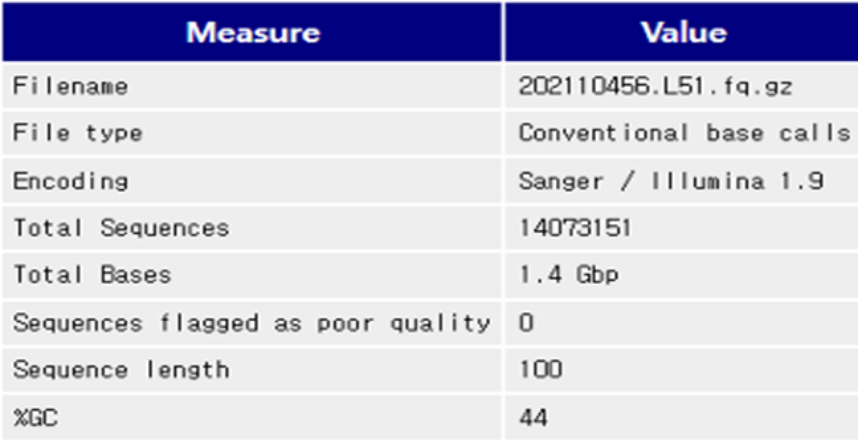 Measure Value
Filename 202110456.L51.fq.gz
File type Conventional base calls
Encoding Sanger / Illumina 1.9
Total Sequences 14073151
Total Bases 1.4 Gbp
Sequences flagged as poor quality 0
Sequence length 100
%GC 44